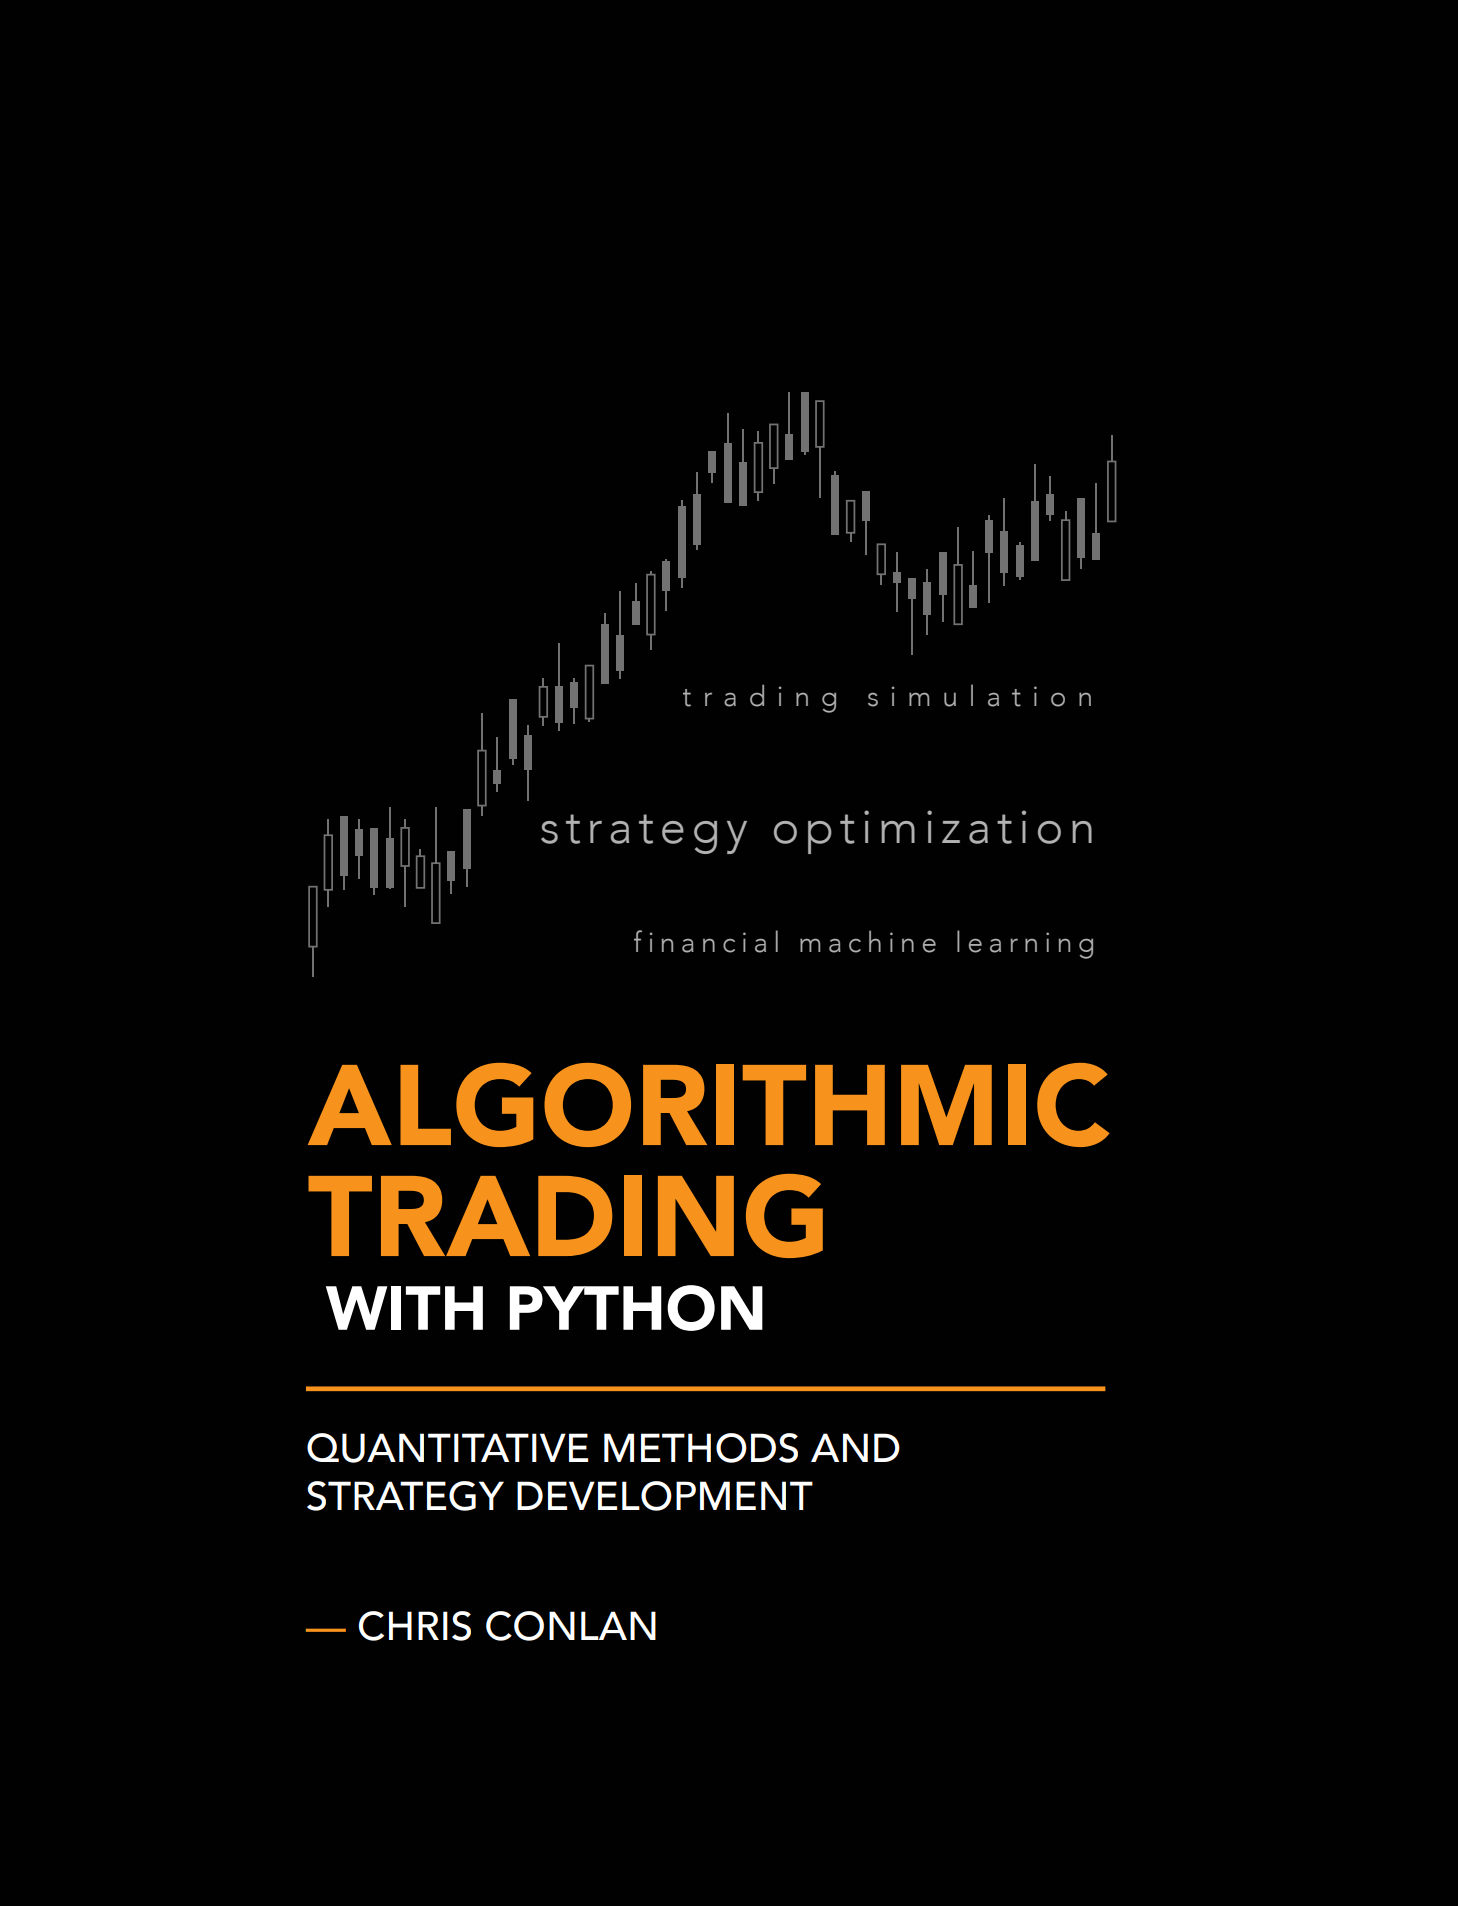 trading simulation
strategy optimization
financial machine learning
ALGORITHMIC
TRADING
WITH PYTHON
QUANTITATIVE METHODS AND
STRATEGY DEVELOPMENT
— CHRIS CONLAN